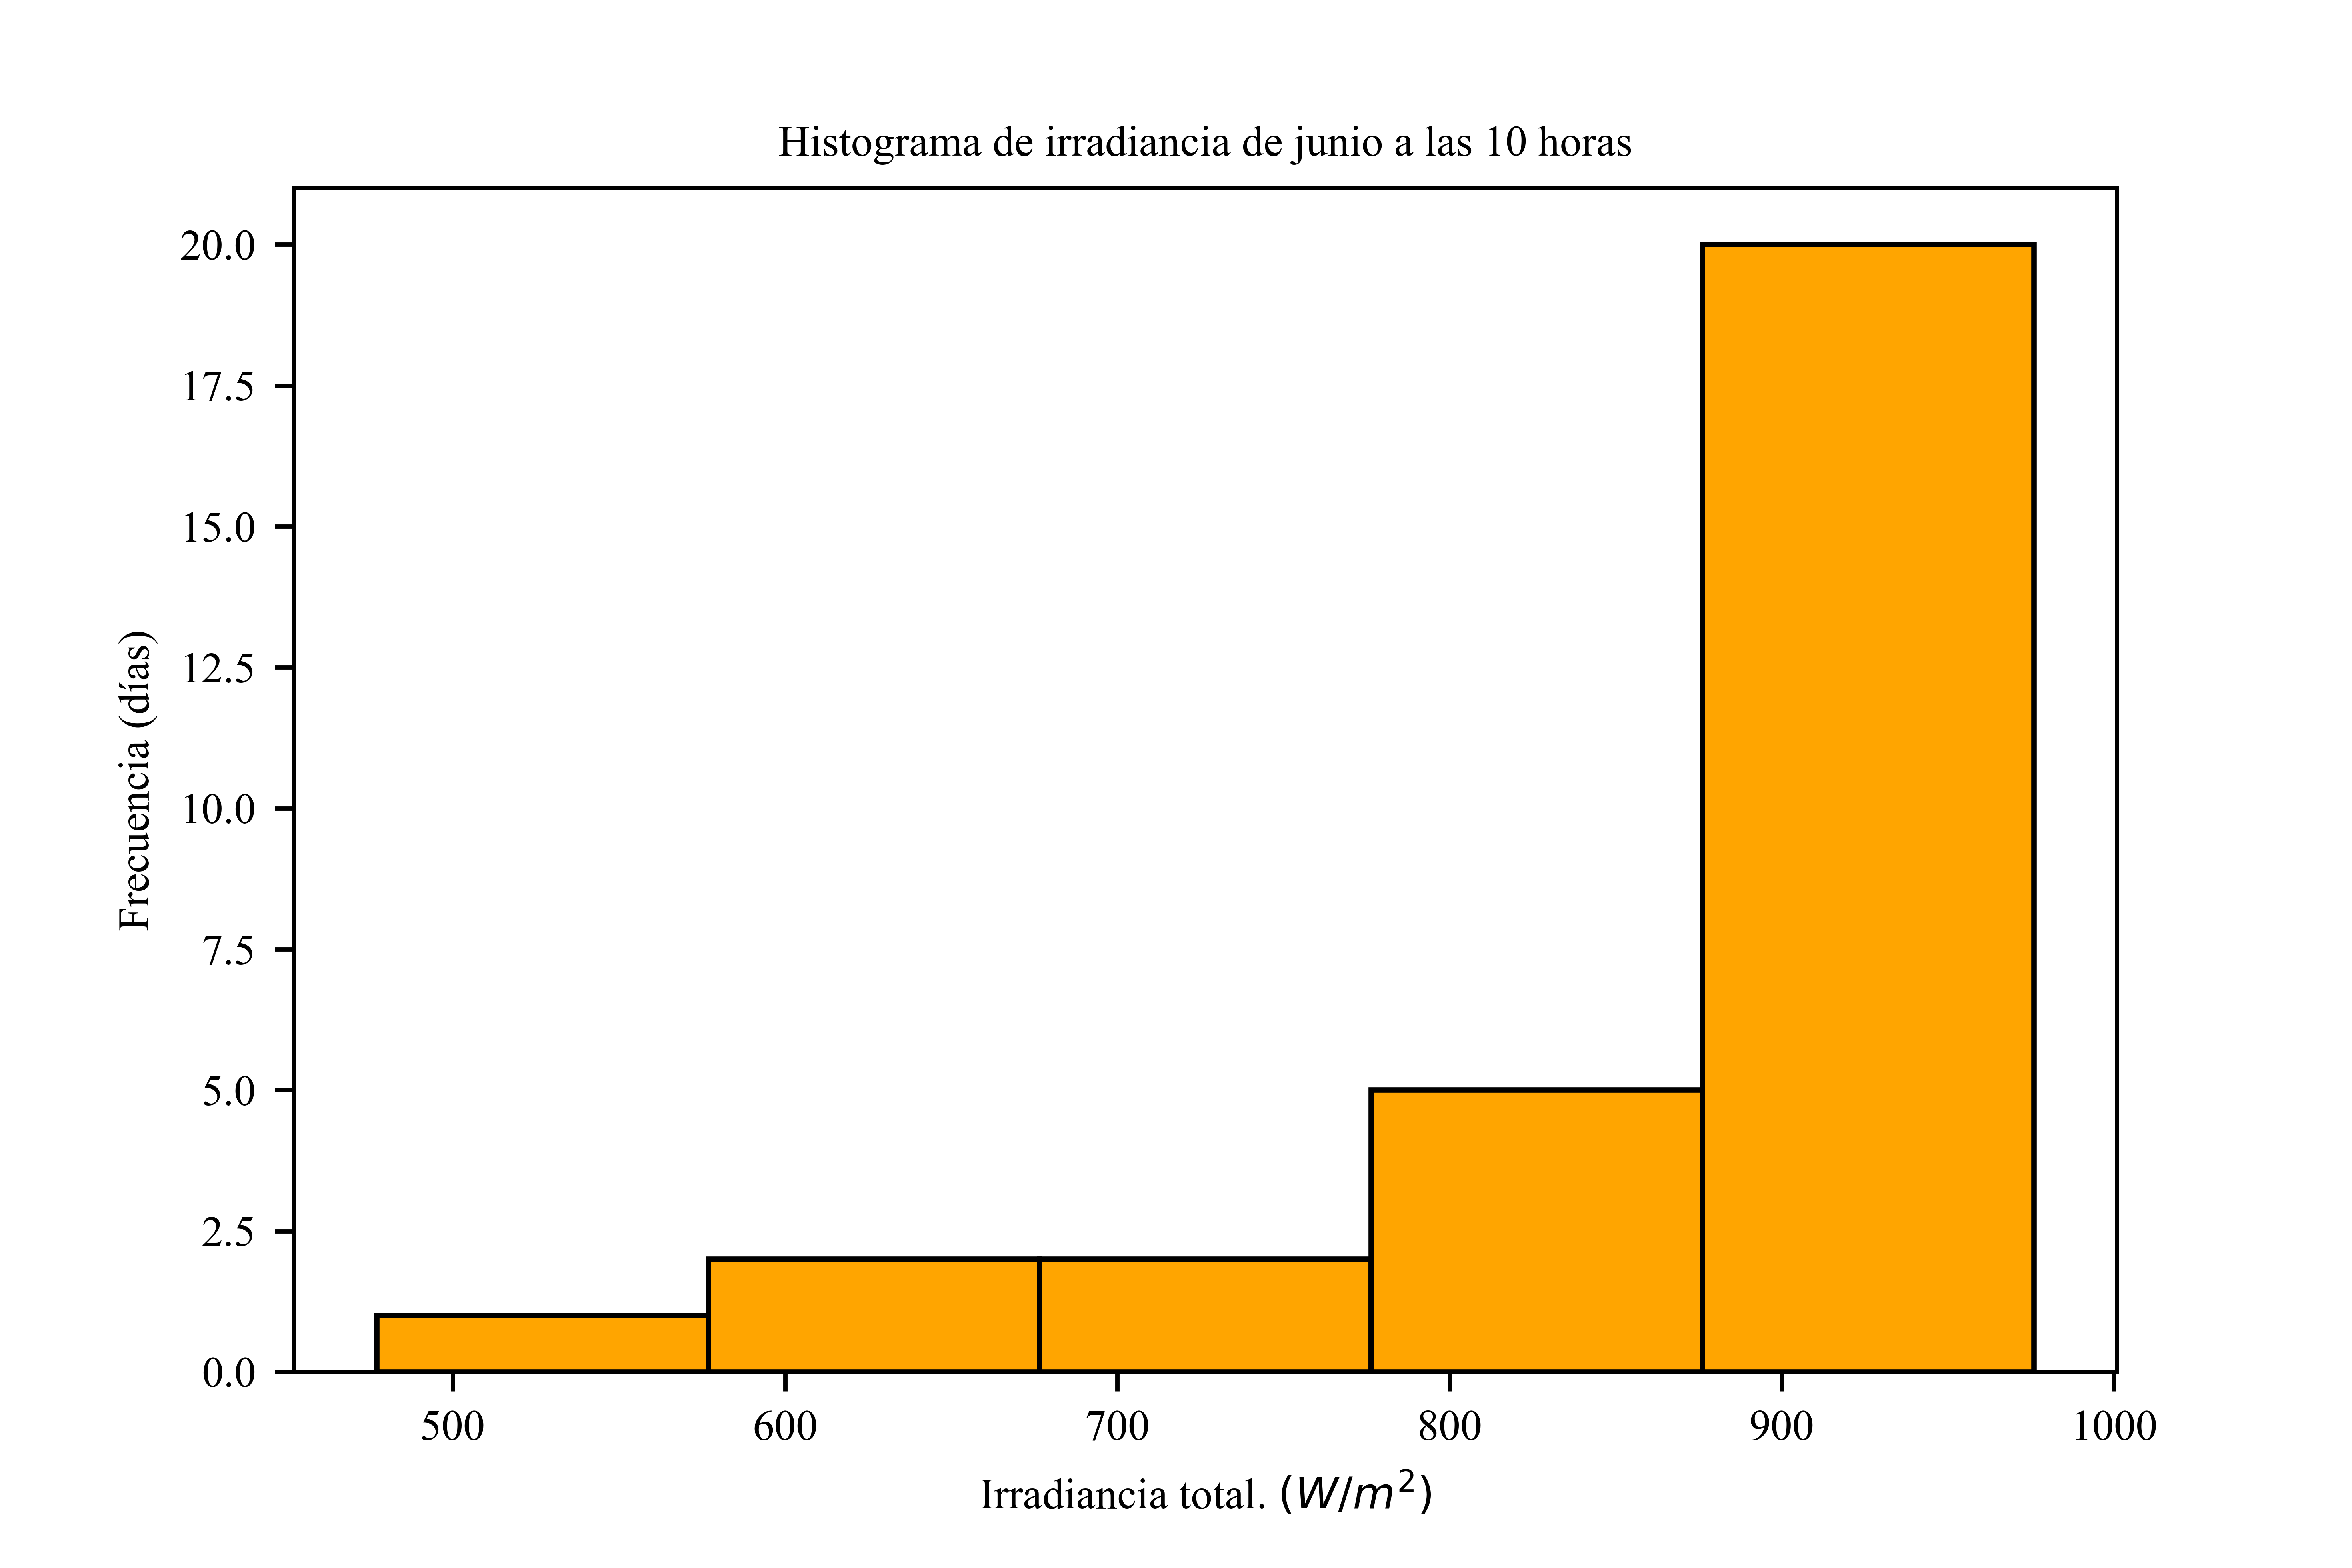 Histograma de irradiancia de junio a las 10 horas
20.0
17.5
15.0
12.5
10.0
7.5
5.0
2.5
0.0
Frecuencia (días)
500 600 700 800 900 1000
Irradiancia total. (W/m²)